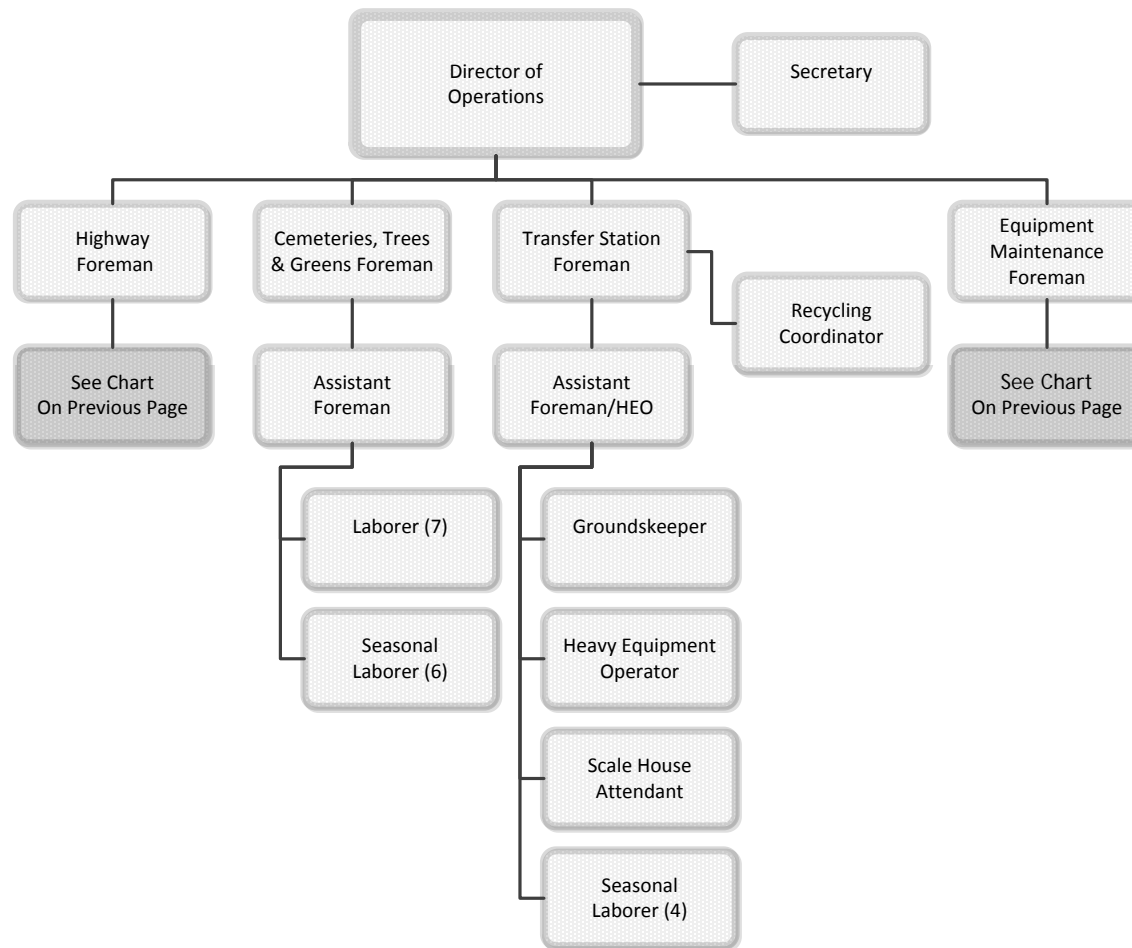 Director of
Operations
Secretary
Highway
Foreman
Cemeteries, Trees
& Greens Foreman
Transfer Station
Foreman
Equipment
Maintenance
Foreman
Recycling
Coordinator
See Chart
On Previous Page
Assistant
Foreman
Assistant
Foreman/HEO
See Chart
On Previous Page
Laborer (7)
Seasonal
Laborer (6)
Groundskeeper
Heavy Equipment
Operator
Scale House
Attendant
Seasonal
Laborer (4)